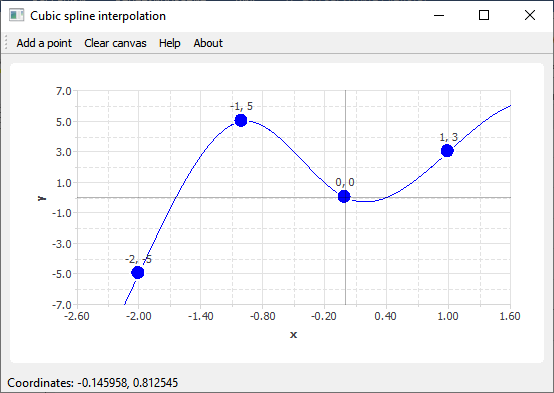 Cubic spline interpolation
Add a point Clear canvas Help About
7.0
-1, 5
5.0
1, 3
3.0
0, 0
1.0
y
-1.0
-3.0
-2, -5
-5.0
-7.0
-2.60 -2.00 -1.40 -0.80 -0.20 0.40 1.00 1.60
x
Coordinates: -0.145958, 0.812545